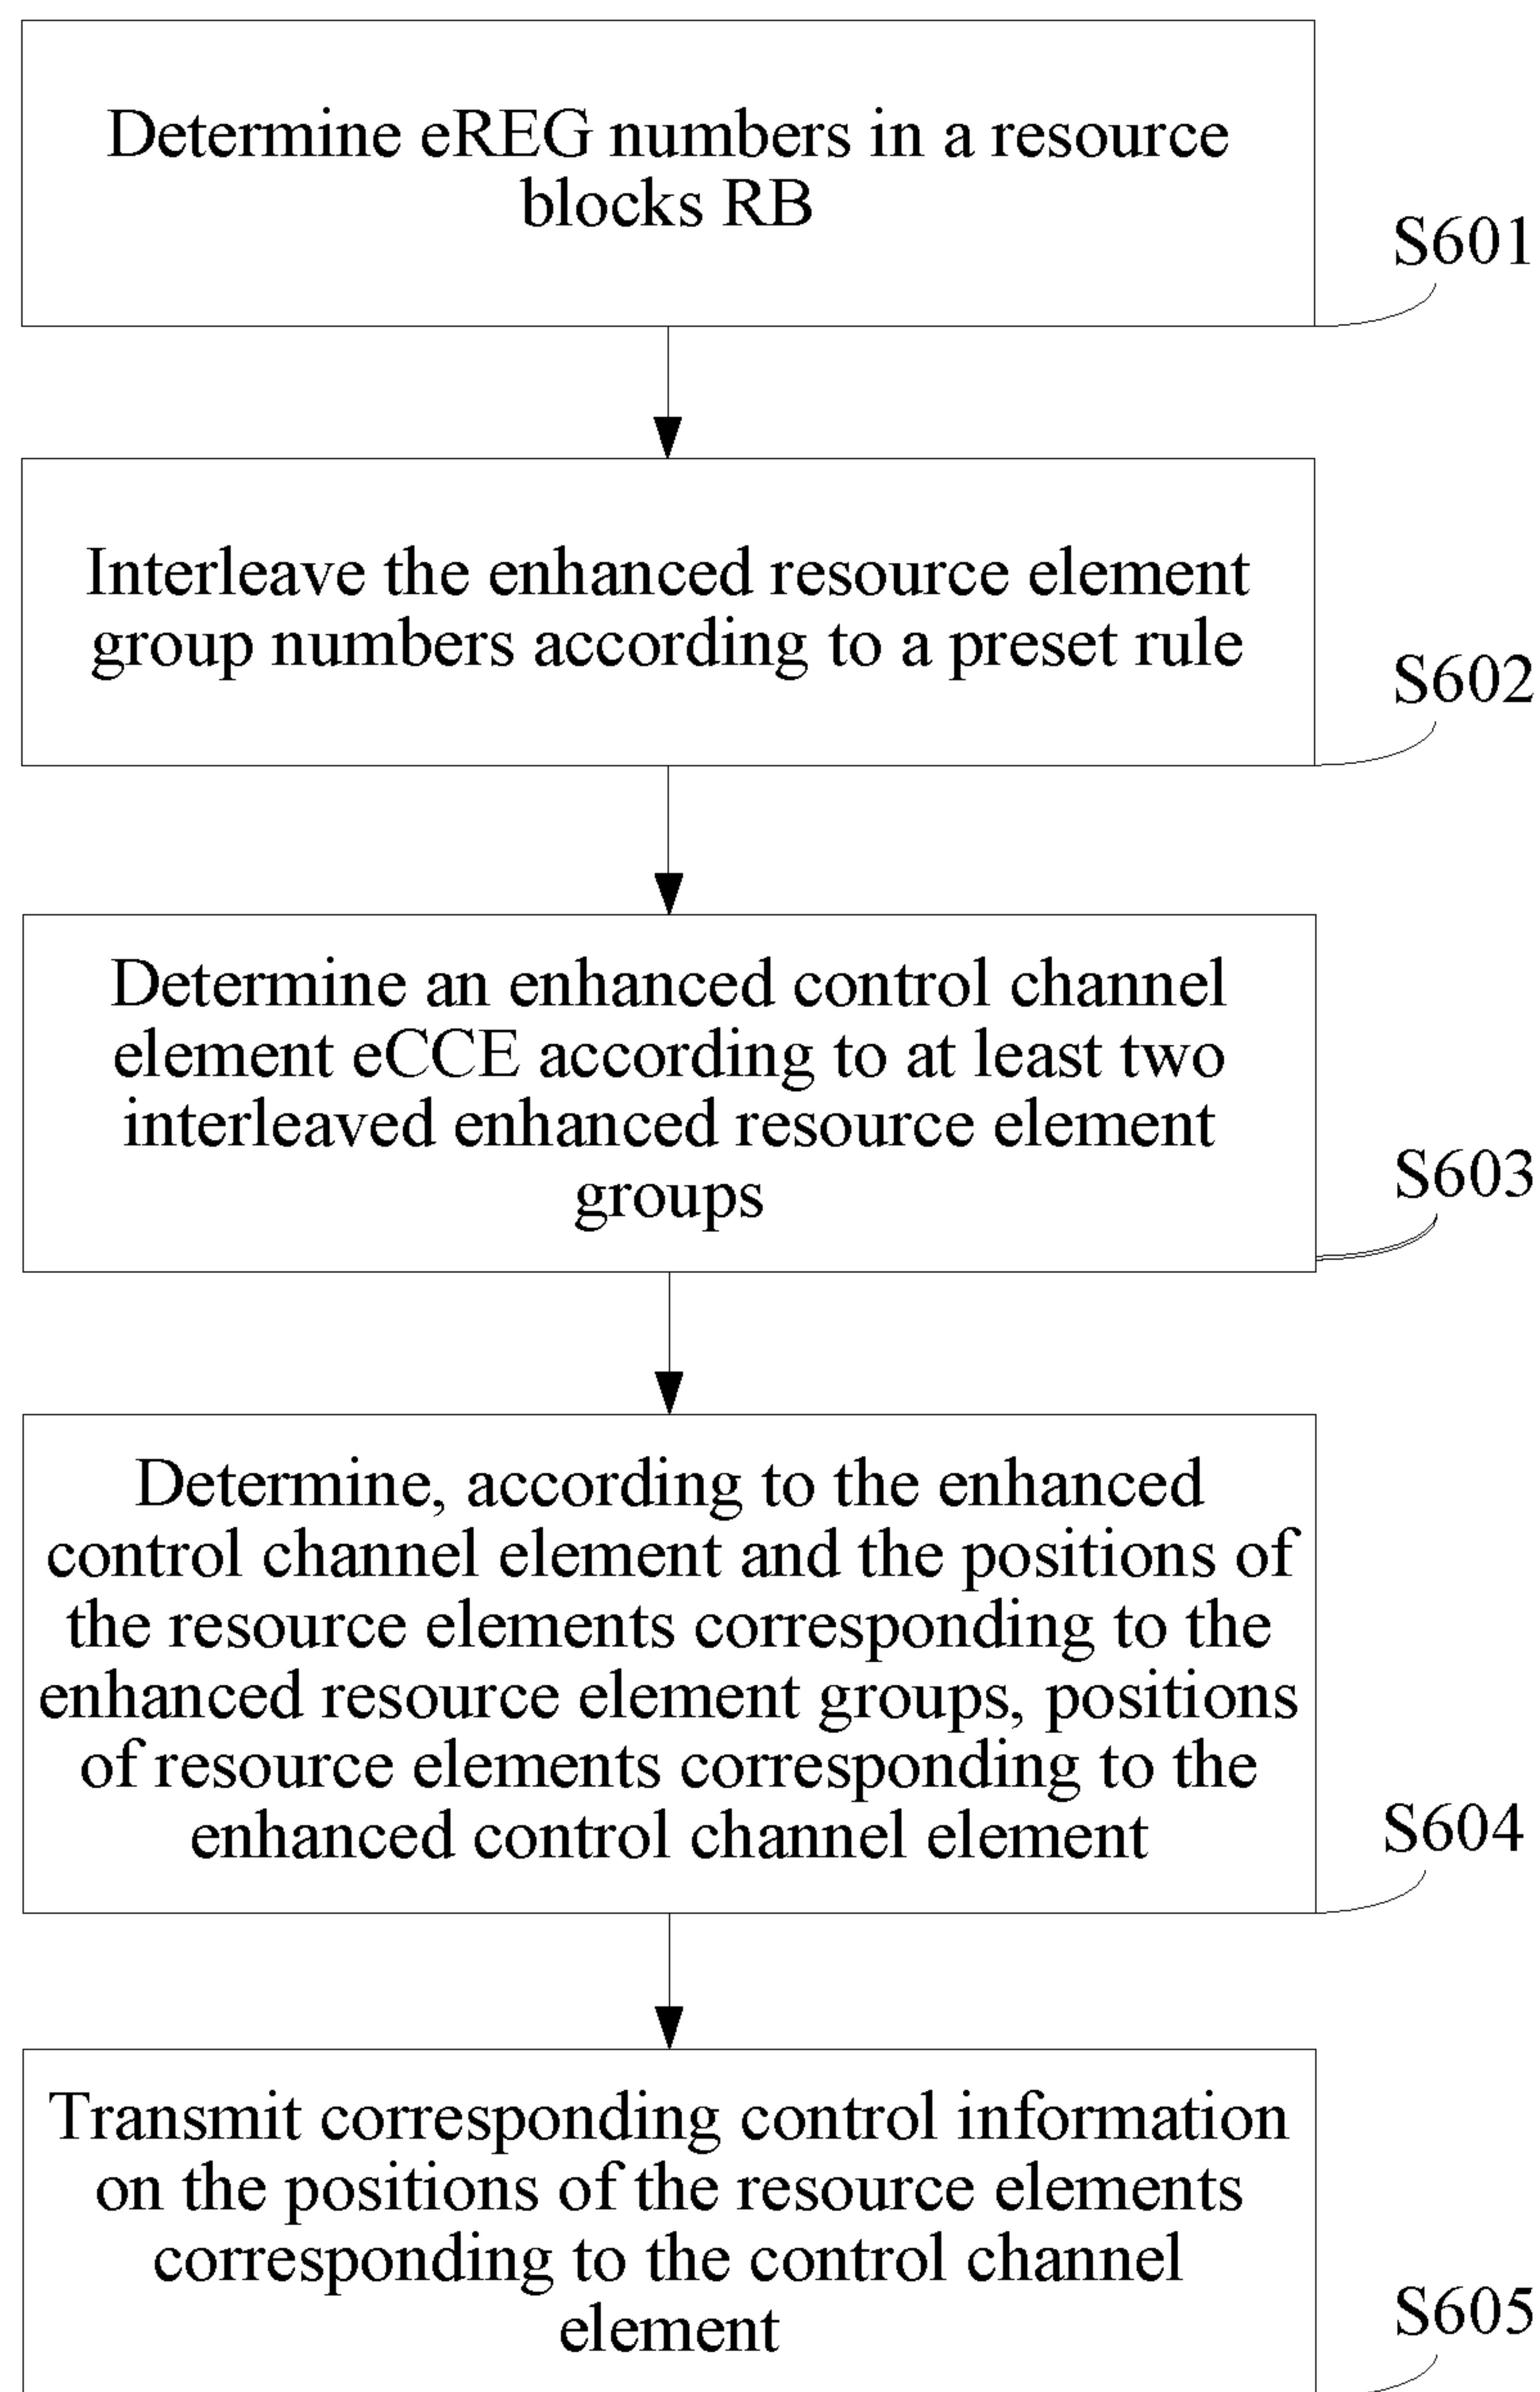 Determine eREG numbers in a resource
blocks RB
S601
Interleave the enhanced resource element
group numbers according to a preset rule
S602
Determine an enhanced control channel
element eCCE according to at least two
interleaved enhanced resource element
groups
S603
Determine, according to the enhanced
control channel element and the positions of
the resource elements corresponding to the
enhanced resource element groups, positions
of resource elements corresponding to the
enhanced control channel element
S604
Transmit corresponding control information
on the positions of the resource elements
corresponding to the control channel
element
S605